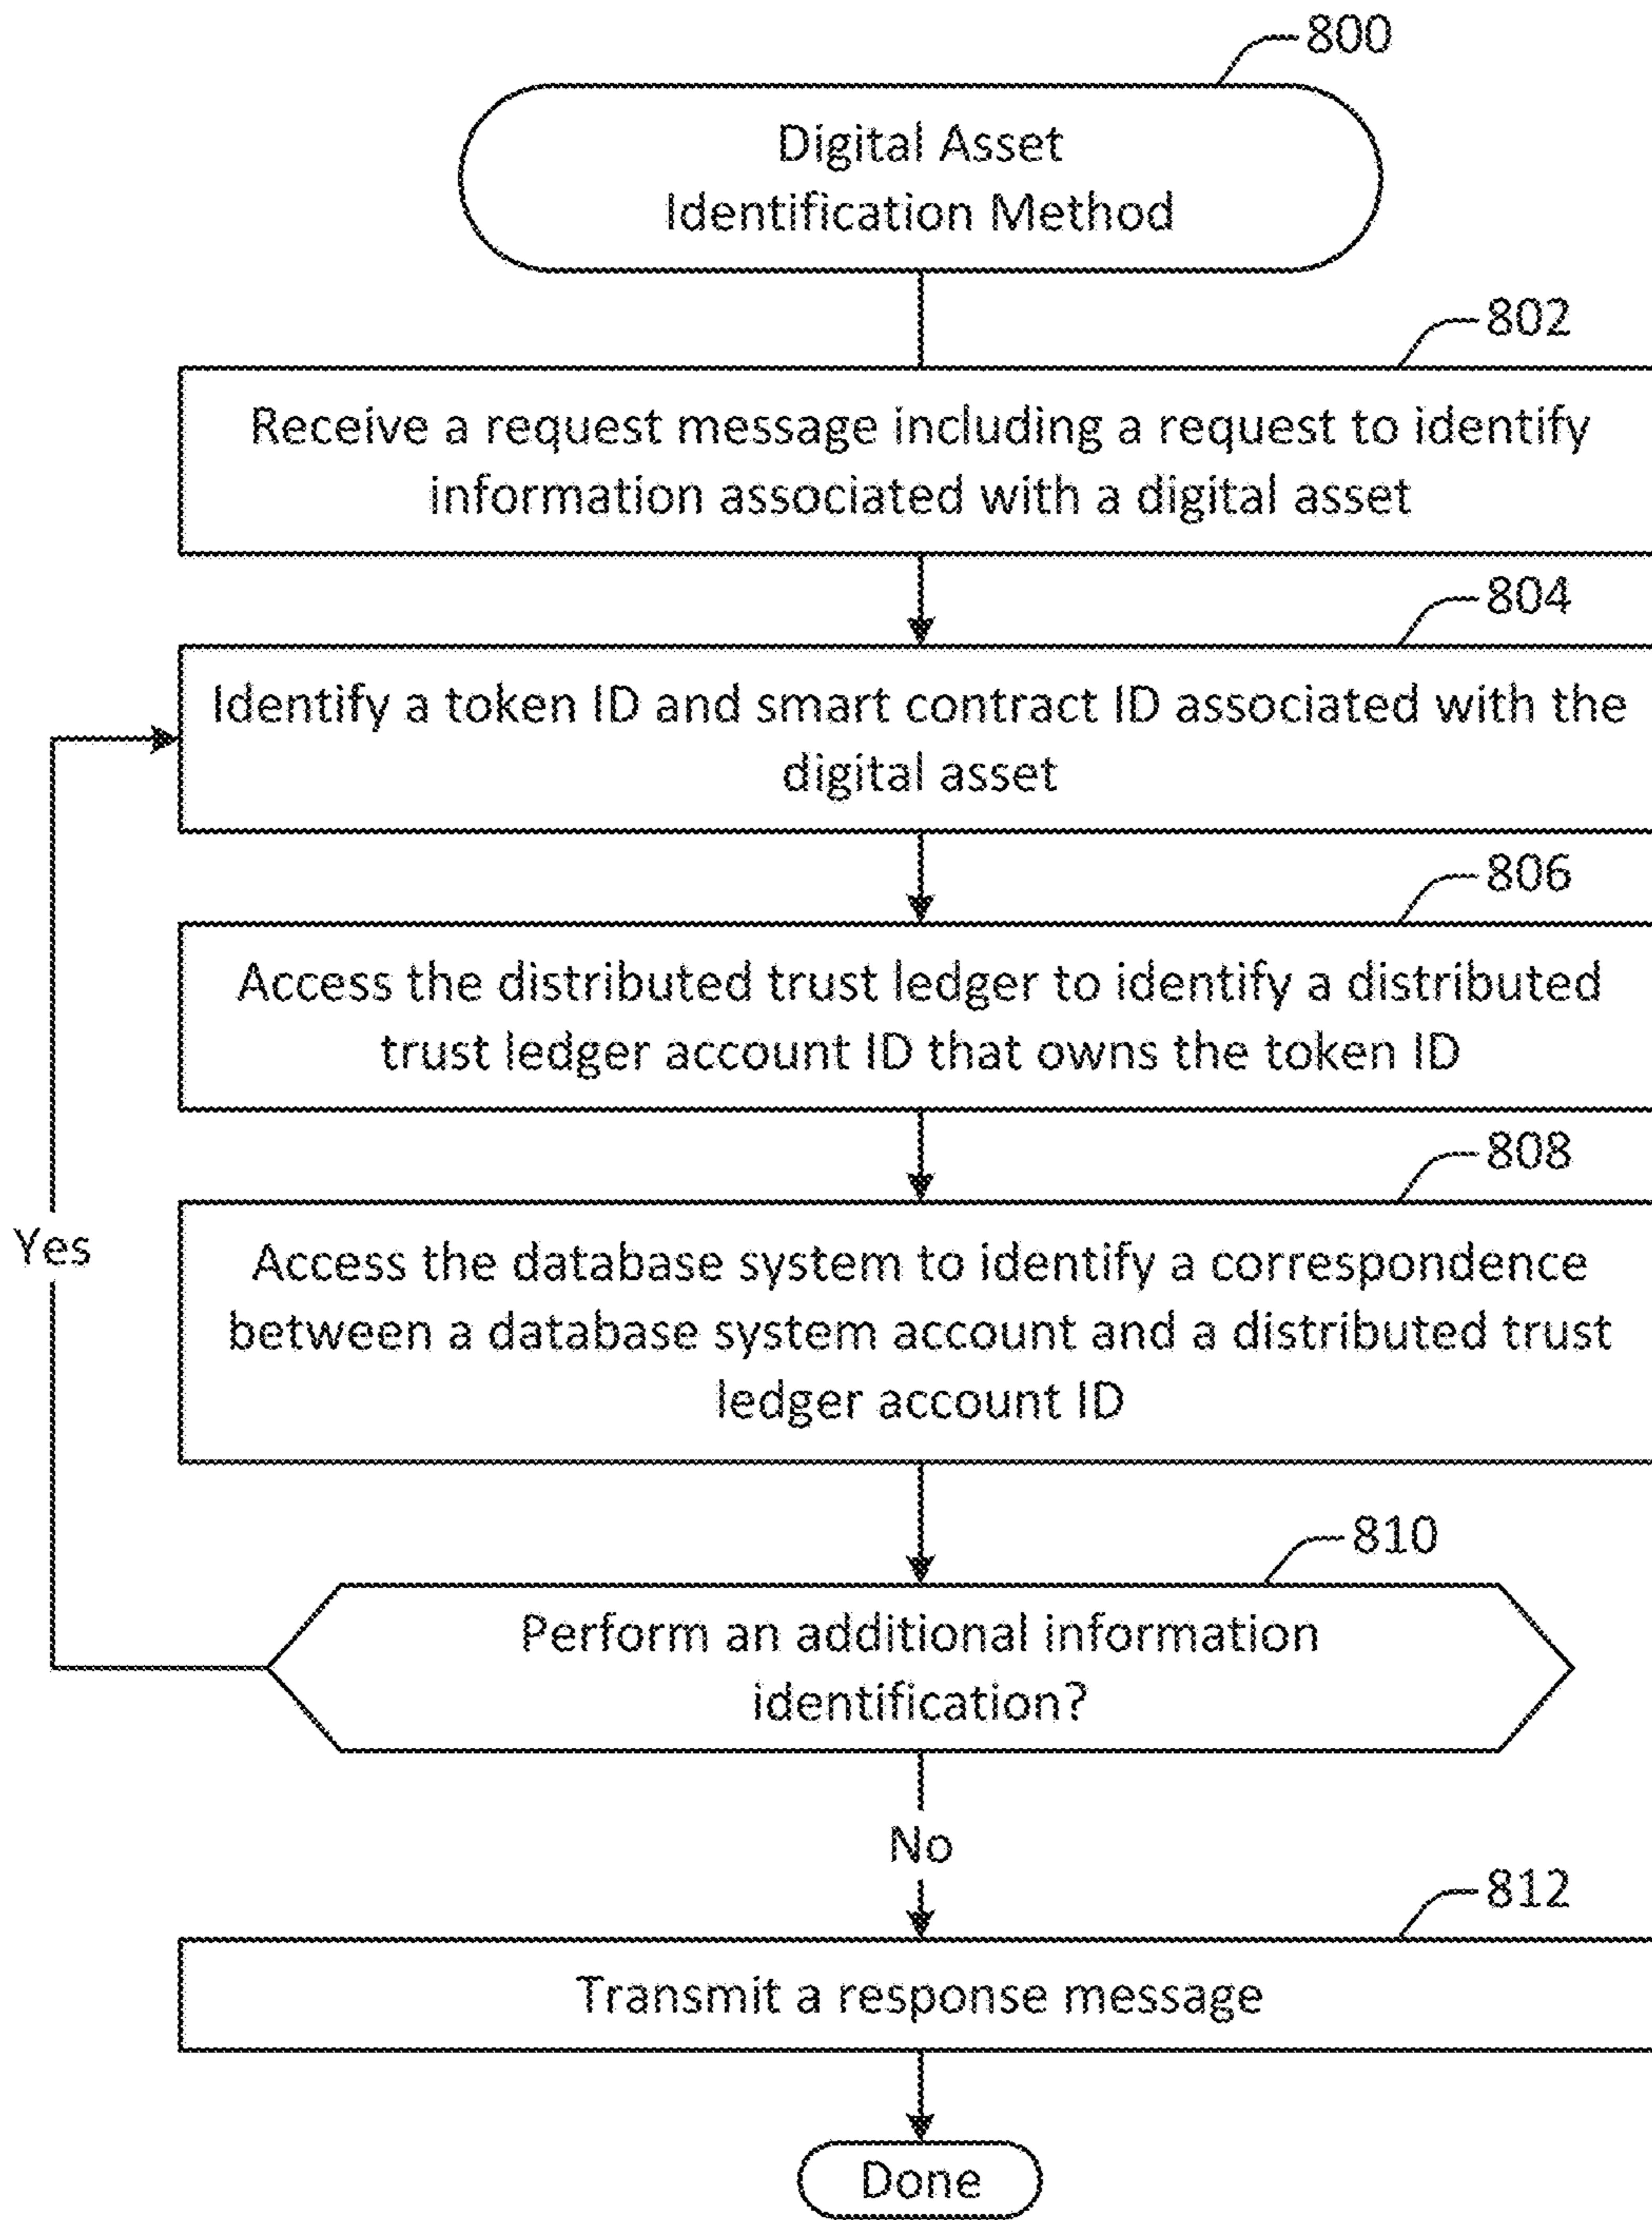 800
Digital Asset
Identification Method
802
Receive a request message including a request to identify
information associated with a digital asset
804
Identify a token ID and smart contract ID associated with the
digital asset
806
Access the distributed trust ledger to identify a distributed
trust ledger account ID that owns the token ID
808
Yes
Access the database system to identify a correspondence
between a database system account and a distributed trust
ledger account ID
810
Perform an additional information
identification?
No
812
Transmit a response message
Done